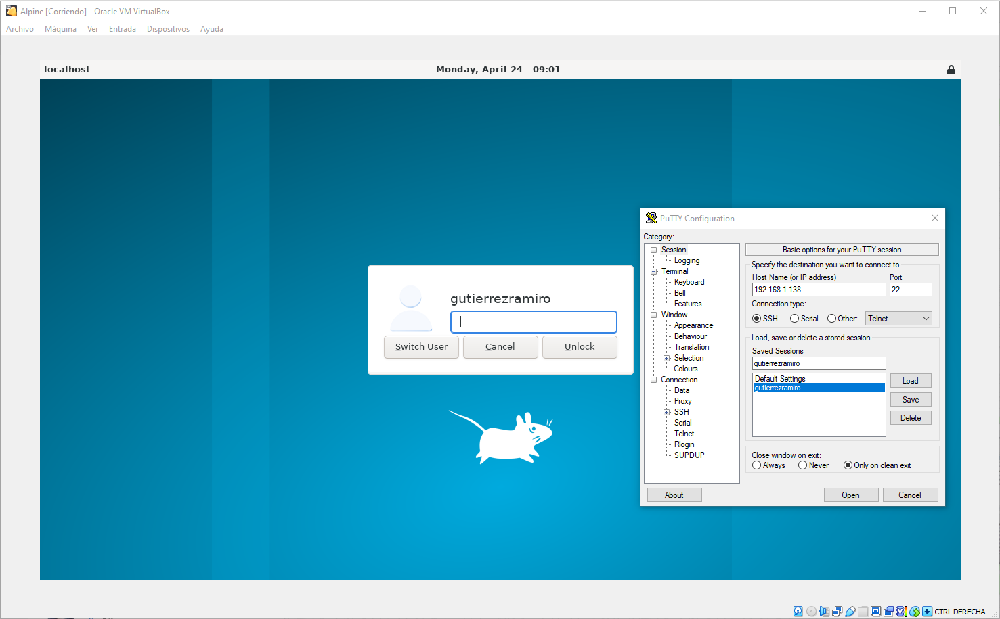 Alpine [Corriendo] - Oracle VM VirtualBox
Archivo Máquina Ver Entrada Dispositivos Ayuda
localhost Monday, April 24 09:01
gutierrezramiro
Switch User Cancel Unlock
PuTTY Configuration
Category:
Session
Logging
Terminal
Keyboard
Bell
Features
Window
Appearance
Behaviour
Translation
Selection
Colours
Connection
Data
Proxy
SSH
Serial
Telnet
Rlogin
SUPDUP
Basic options for your PuTTY session
Specify the destination you want to connect to
Host Name (or IP address) Port
192.168.1.138 22
Connection type:
SSH Serial Other: Telnet
Load, save or delete a stored session
Saved Sessions
gutierrezramiro
Default Settings
gutierrezramiro
Load
Save
Delete
Close window on exit:
Always Never Only on clean exit
About Open Cancel
CTRL DERECHA